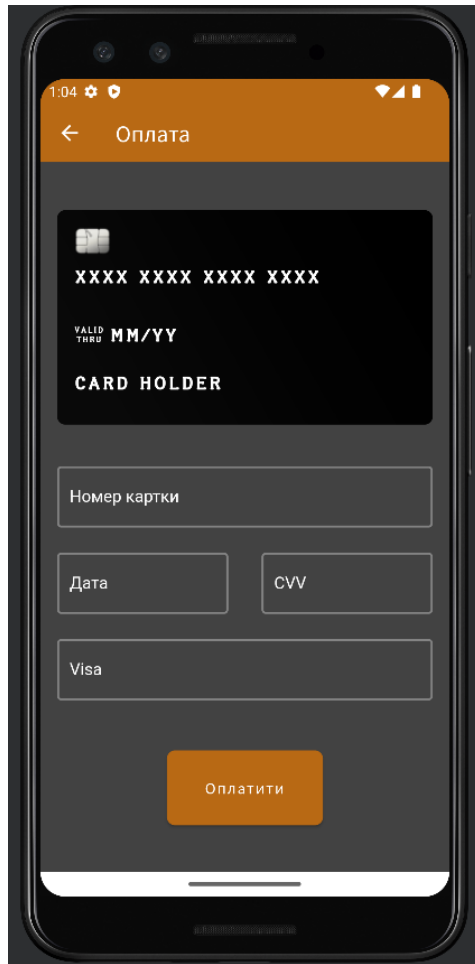 1:04
Оплата
XXXX XXXX XXXX XXXX
VALID
THRU MM/YY
CARD HOLDER
Номер картки
Дата CVV
Visa
Оплатити